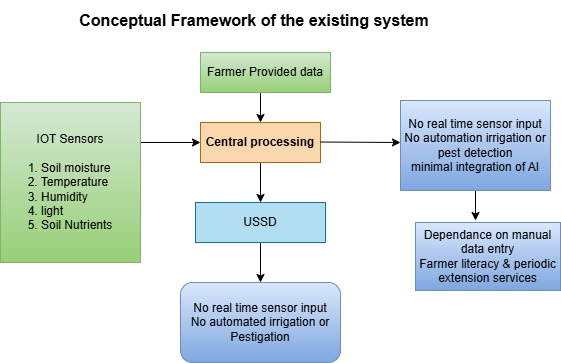 Conceptual Framework of the existing system
Farmer Provided data
IOT Sensors
1. Soil moisture
2. Temperature
3. Humidity
4. light
5. Soil Nutrients
Central processing
No real time sensor input
No automation irrigation or
pest detection
minimal integration of AI
USSD
Dependance on manual
data entry
Farmer literacy & periodic
extension services
No real time sensor input
No automated irrigation or
Pestigation